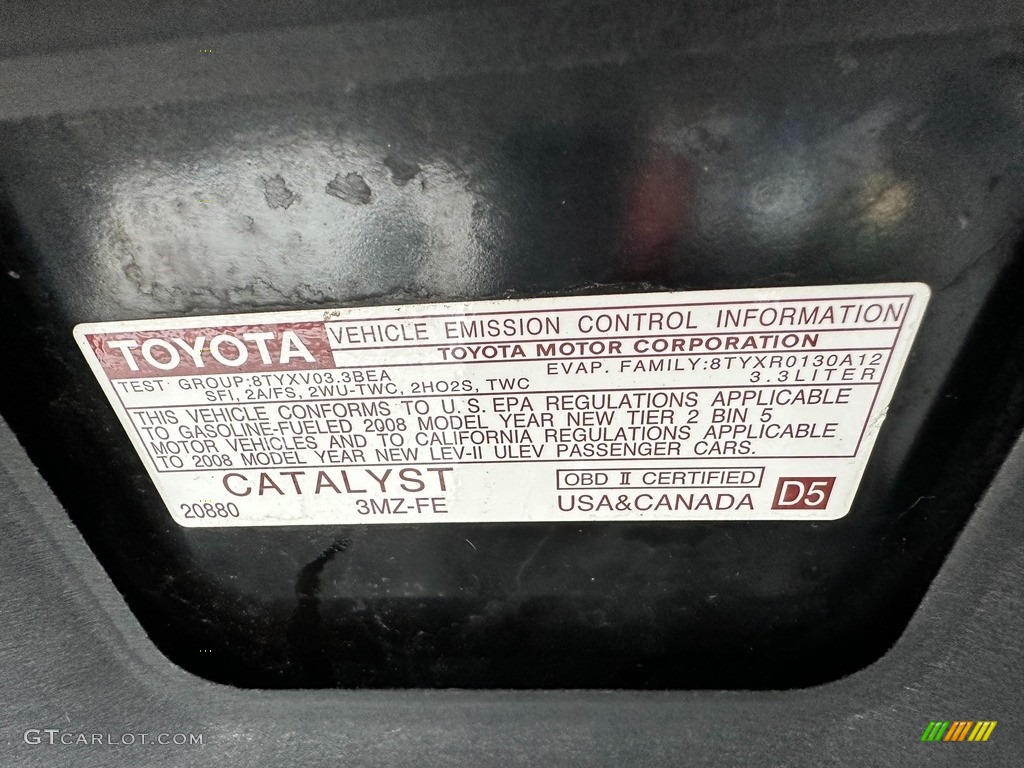 TOYOTA VEHICLE EMISSION CONTROL INFORMATION
TOYOTA MOTOR CORPORATION
TEST GROUP:8TYXV03.3BEA EVAP. FAMILY:8TYXR0130A12
SFI, 2A/FS, 2WU-TWC, 2HO2S, TWC 3.3LITER
THIS VEHICLE CONFORMS TO U.S.EPA REGULATIONS APPLICABLE
TO GASOLINE-FUELED 2008 MODEL YEAR NEW TIER 2 BIN 5
MOTOR VEHICLES AND TO CALIFORNIA REGULATIONS APPLICABLE
TO 2008 MODEL YEAR NEW LEV-II ULEV PASSENGER CARS.
CATALYST OBD II CERTIFIED
20880 3MZ-FE USA&CANADA D5
GTCARLOT.COM